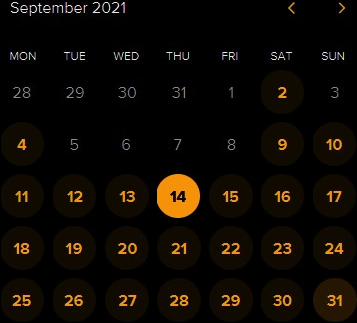 September 2021
MON TUE WED THU FRI SAT SUN
28 29 30 31 1 2 3
4 5 6 7 8 9 10
11 12 13 14 15 16 17
18 19 20 21 22 23 24
25 26 27 28 29 30 31